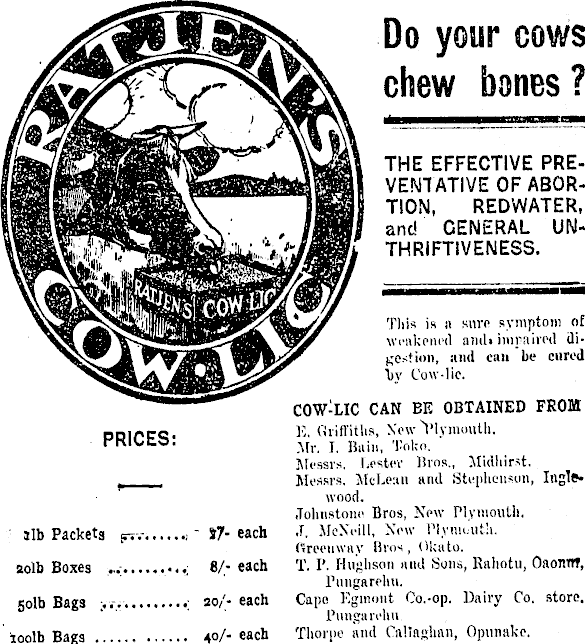 RATJEN'S
COW·LIC
RATJEN'S COW LIC
Do your cows
chew bones?
THE EFFECTIVE PRE-
VENTATIVE OF ABOR-
TION, REDWATER,
and GENERAL UN-
THRIFTINESS.
This is a sure symptom of
weakened and impaired di-
gestion, and can be cured
by Cow-lic.
PRICES:
2lb Packets ......... 2/- each
20lb Boxes ......... 8/- each
50lb Bags ......... 20/- each
100lb Bags ...... ...... 40/- each
COW-LIC CAN BE OBTAINED FROM
E. Griffiths, New Plymouth.
Mr. I. Bain, Toko.
Messrs. Lester Bros., Midhirst.
Messrs. McLean and Stephenson, Ingle-
wood.
Johnstone Bros, New Plymouth.
J. McNeill, New Plymouth.
Greenway Bros, Okato.
T. P. Hughson and Sons, Rahotu, Oaonui,
Pungarehu.
Cape Egmont Co.-op. Dairy Co. store,
Pungarehu
Thorpe and Callaghan, Opunake.